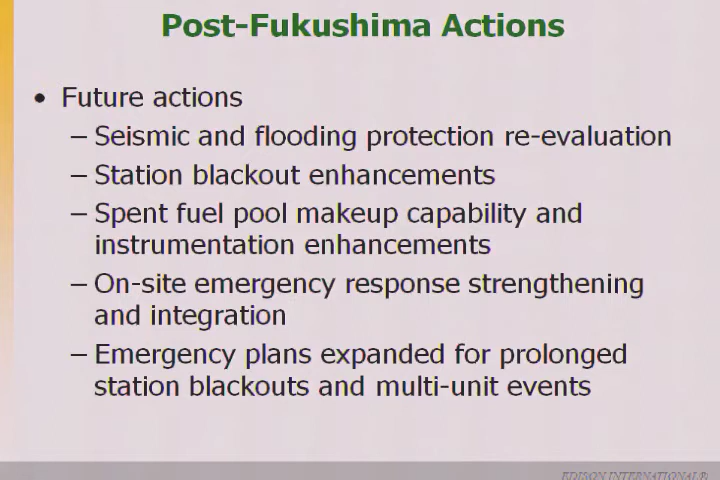 Post-Fukushima Actions
• Future actions
– Seismic and flooding protection re-evaluation
– Station blackout enhancements
– Spent fuel pool makeup capability and
instrumentation enhancements
– On-site emergency response strengthening
and integration
– Emergency plans expanded for prolonged
station blackouts and multi-unit events
EDISON INTERNATIONAL®